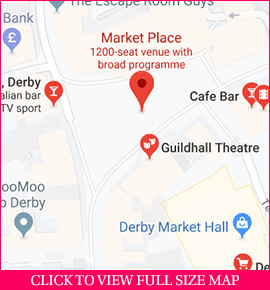 The Escape Room Guys
Bank
Market Place
1200-seat venue with
broad programme
, Derby
alian bar
TV sport
Cafe Bar
Guildhall Theatre
ooMoo
o Derby
Derby Market Hall
De
CLICK TO VIEW FULL SIZE MAP